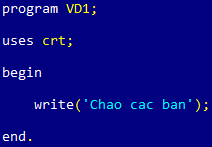 program VD1;
uses crt;
begin
write('Chao cac ban');
end.